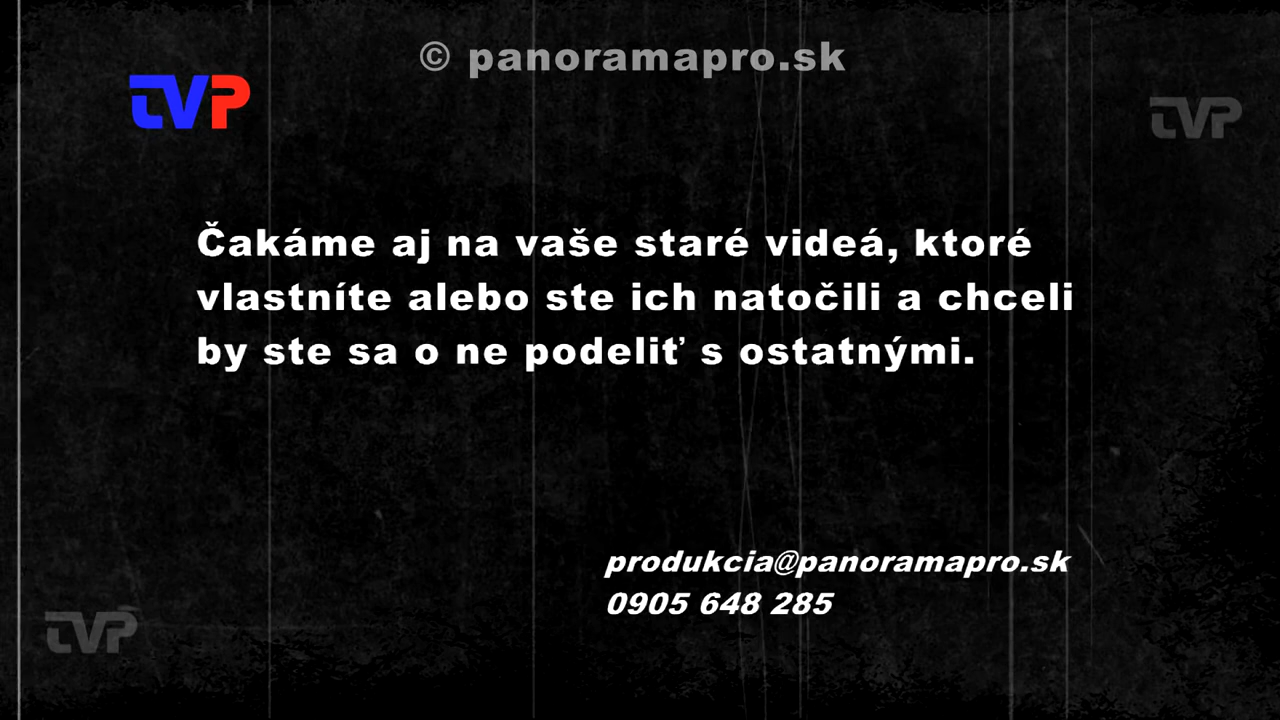 © panoramapro.sk
TVP
TVP
Čakáme aj na vaše staré videá, ktoré
vlastníte alebo ste ich natočili a chceli
by ste sa o ne podeliť s ostatnými.
produkcia@panoramapro.sk
0905 648 285
TVP